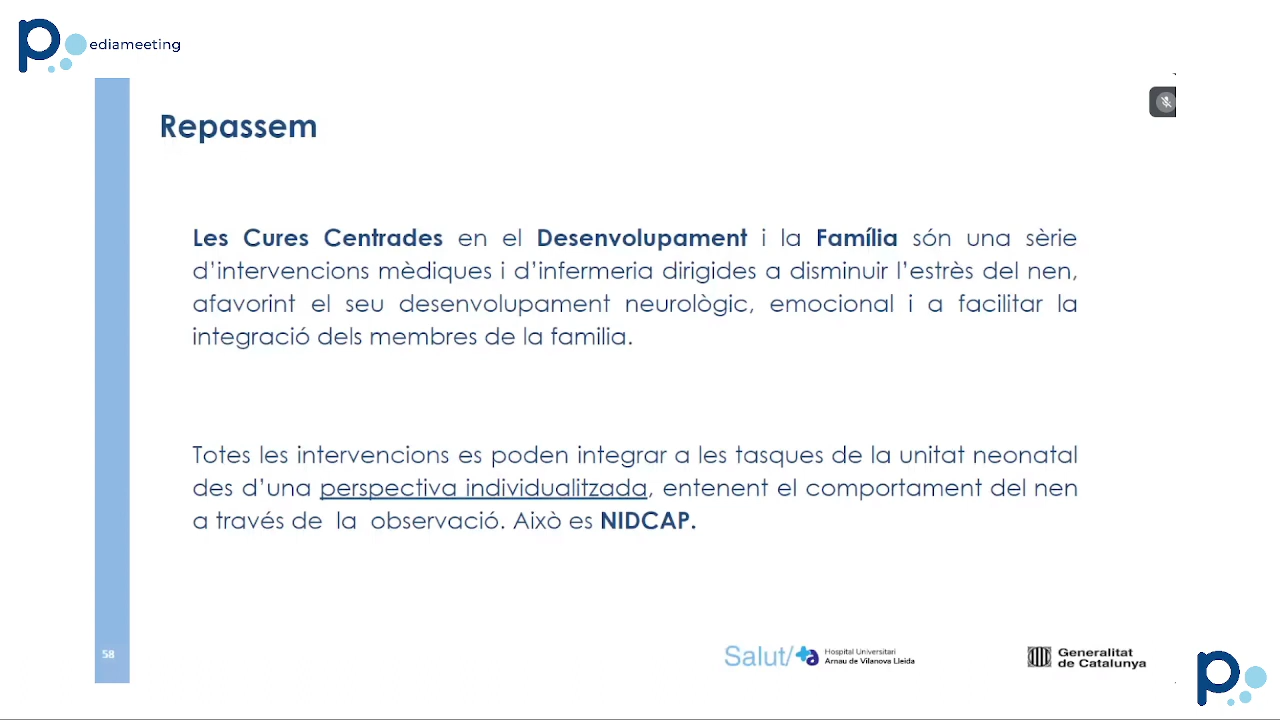 pediameeting
Repassem
Les Cures Centrades en el Desenvolupament i la Família són una sèrie
d'intervencions mèdiques i d'infermeria dirigides a disminuir l'estrès del nen,
afavorint el seu desenvolupament neurològic, emocional i a facilitar la
integració dels membres de la familia.
Totes les intervencions es poden integrar a les tasques de la unitat neonatal
des d'una perspectiva individualitzada, entenent el comportament del nen
a través de la observació. Això es NIDCAP.
58
Salut/
Hospital Universitari
Arnau de Vilanova Lleida
Generalitat
de Catalunya
p